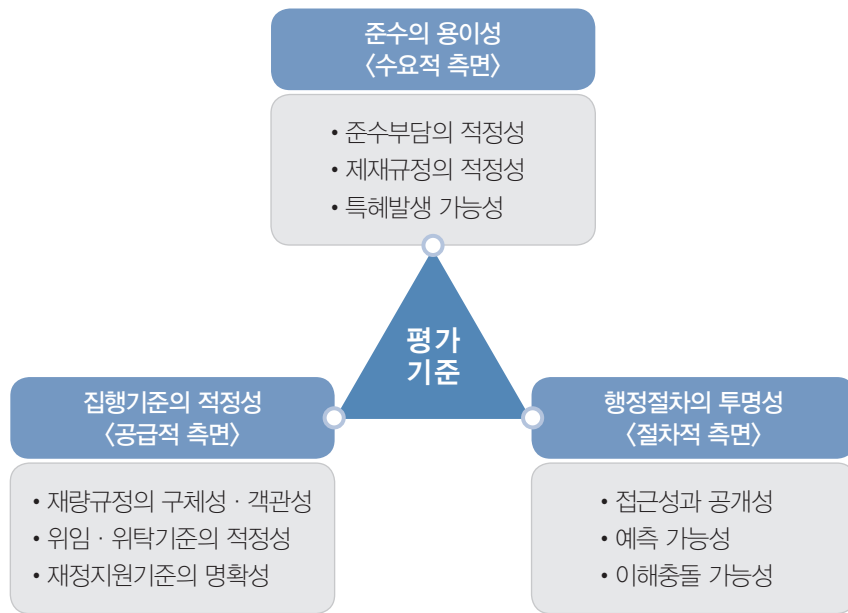 준수의 용이성
〈수요적 측면〉
• 준수부담의 적정성
• 제재규정의 적정성
• 특혜발생 가능성
평가
기준
집행기준의 적정성
〈공급적 측면〉
• 재량규정의 구체성 · 객관성
• 위임 · 위탁기준의 적정성
• 재정지원기준의 명확성
행정절차의 투명성
〈절차적 측면〉
• 접근성과 공개성
• 예측 가능성
• 이해충돌 가능성